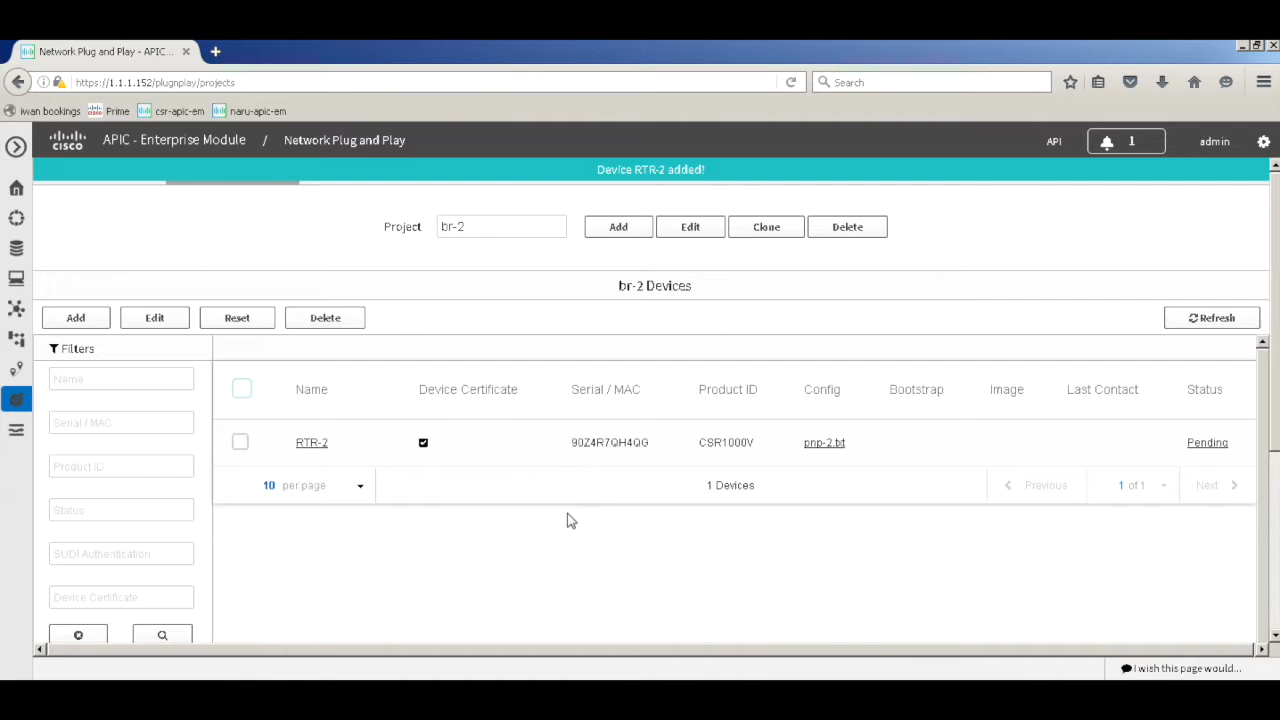 Network Plug and Play - APIC...
https://1.1.1.152/plugnplay/projects
Search
iwan bookings Prime csr-apic-em naru-apic-em
CISCO APIC - Enterprise Module / Network Plug and Play API 1 admin
Device RTR-2 added!
Project br-2 Add Edit Clone Delete
br-2 Devices
Add Edit Reset Delete Refresh
Filters
Name
Serial / MAC
Product ID
Status
SUDI Authentication
Device Certificate
Name Device Certificate Serial / MAC Product ID Config Bootstrap Image Last Contact Status
RTR-2 90Z4R7QH4QG CSR1000V pnp-2.txt Pending
10 per page 1 Devices Previous 1 of 1 Next
I wish this page would...